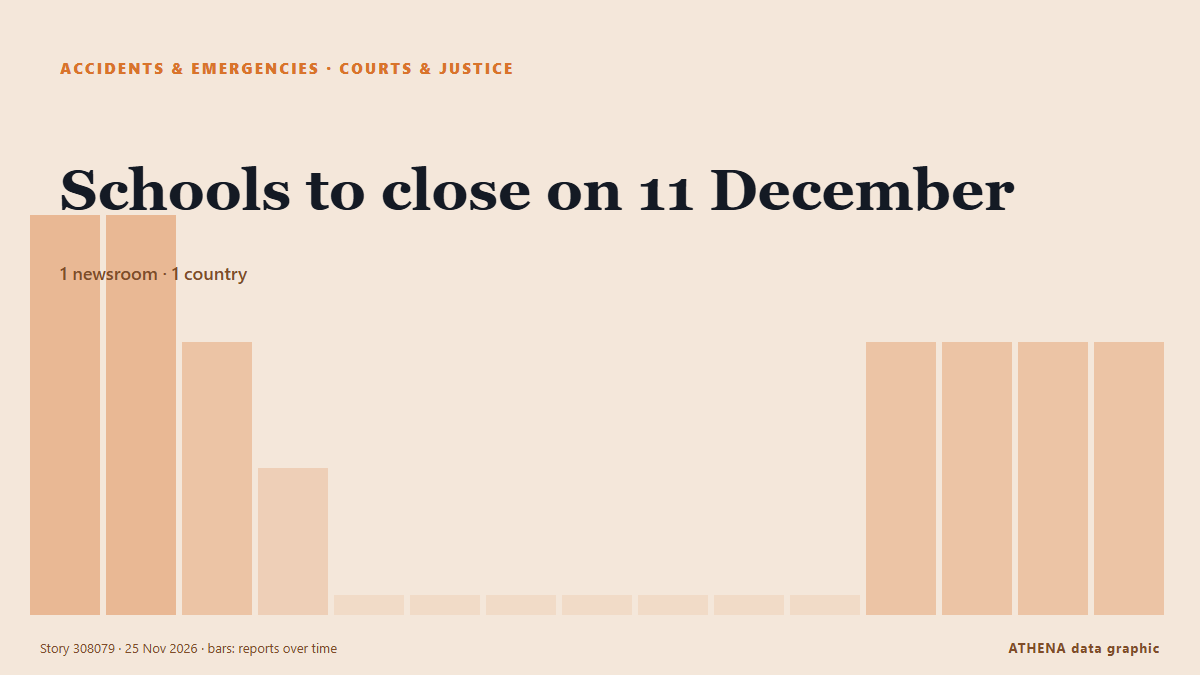 ACCIDENTS & EMERGENCIES · COURTS & JUSTICE
Schools to close on 11 December
1 newsroom · 1 country
Story 308079 · 25 Nov 2026 · bars: reports over time
ATHENA data graphic